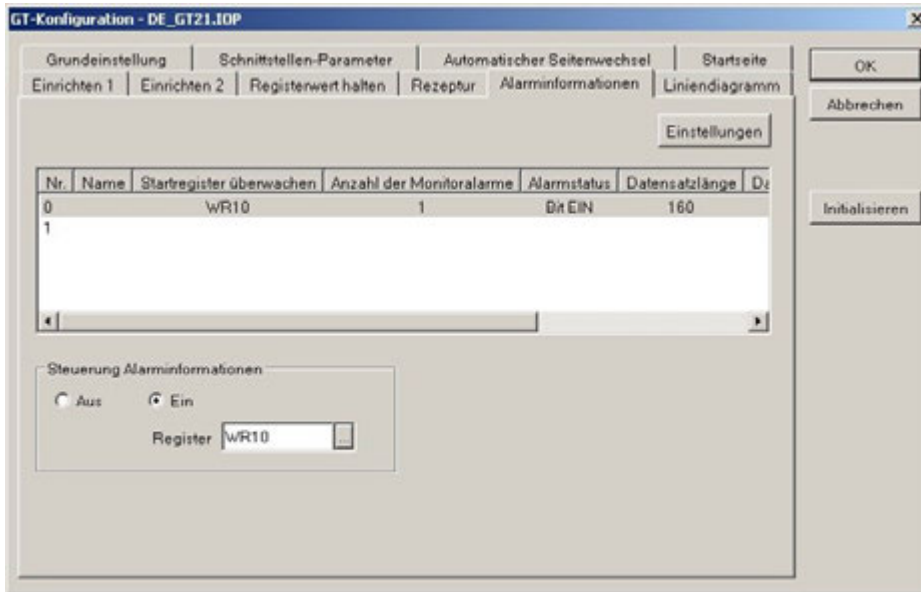 GT-Konfiguration - DE_GT21.IOP
Grundeinstellung Schnittstellen-Parameter Automatischer Seitenwechsel Startseite
Einrichten 1 Einrichten 2 Registerwert halten Rezeptur Alarminformationen Liniendiagramm
OK
Abbrechen
Einstellungen
Nr. Name Startregister überwachen Anzahl der Monitoralarme Alarmstatus Datensatzlänge Da
0 WR10 1 Bit EIN 160
1
Initialisieren
Steuerung Alarminformationen
Aus Ein
Register WR10 ...